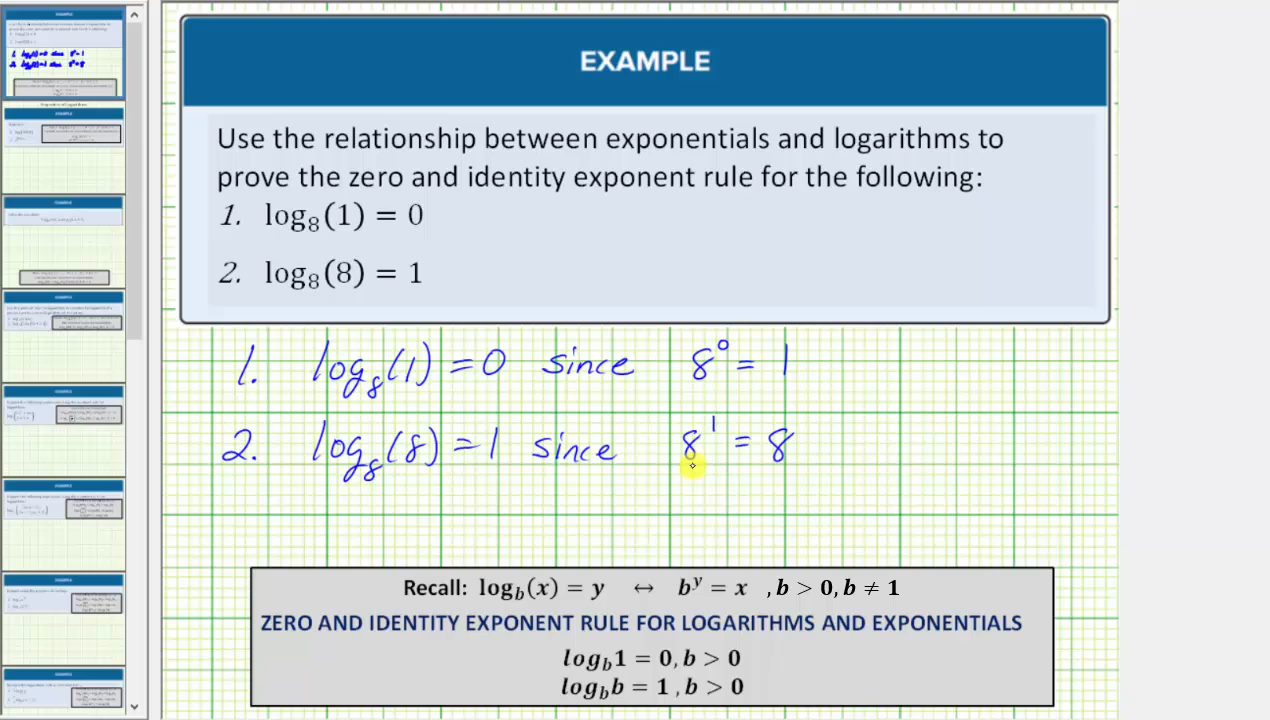 EXAMPLE
Use the relationship between exponentials and logarithms to
prove the zero and identity exponent rule for the following:
1. log₈(1) = 0
2. log₈(8) = 1
1. log₈(1) = 0 since 8⁰ = 1
2. log₈(8) = 1 since 8¹ = 8
Recall: log_b(x) = y ↔ b^y = x , b > 0, b ≠ 1
ZERO AND IDENTITY EXPONENT RULE FOR LOGARITHMS AND EXPONENTIALS
log_b1 = 0, b > 0
log_bb = 1 , b > 0